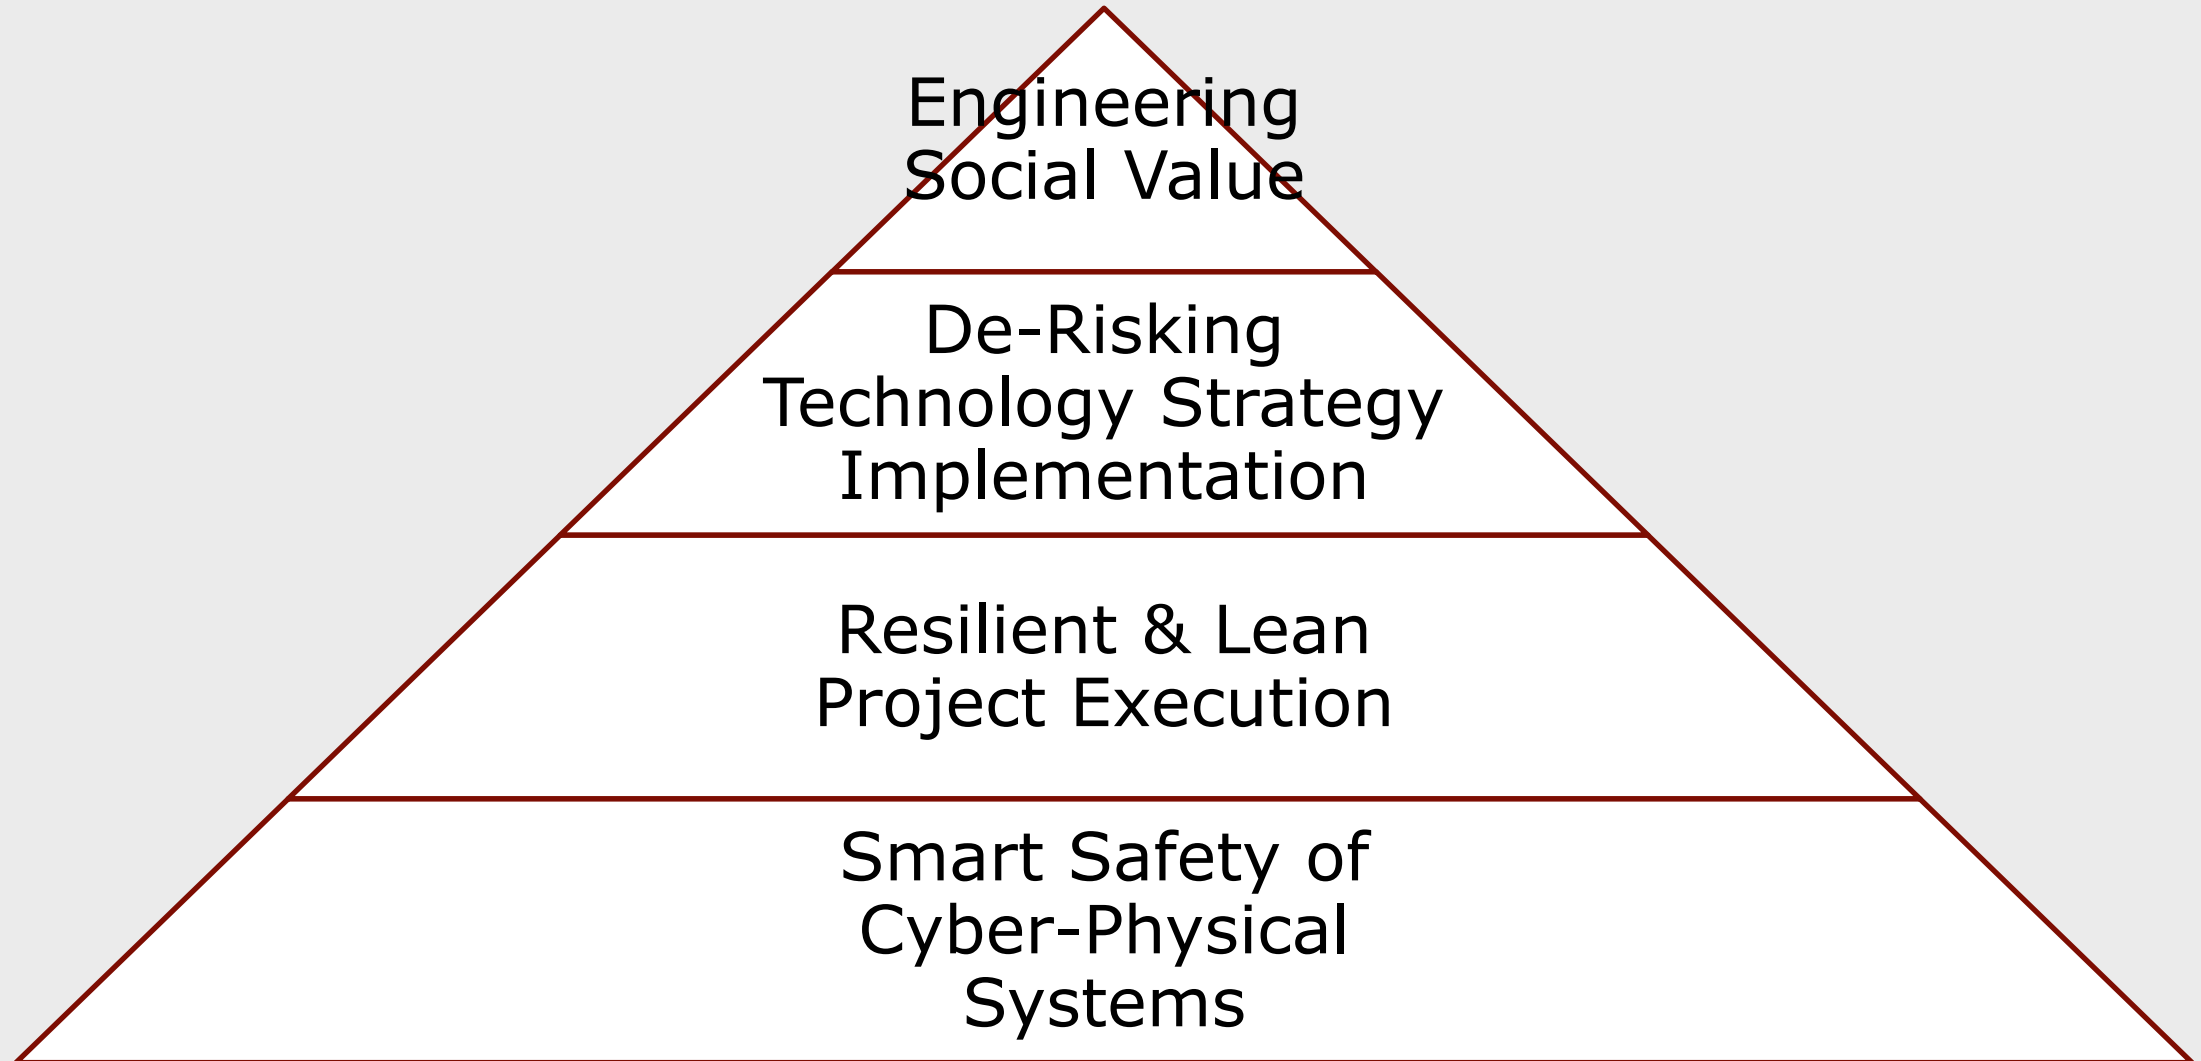 Engineering
Social Value
De-Risking
Technology Strategy
Implementation
Resilient & Lean
Project Execution
Smart Safety of
Cyber-Physical
Systems